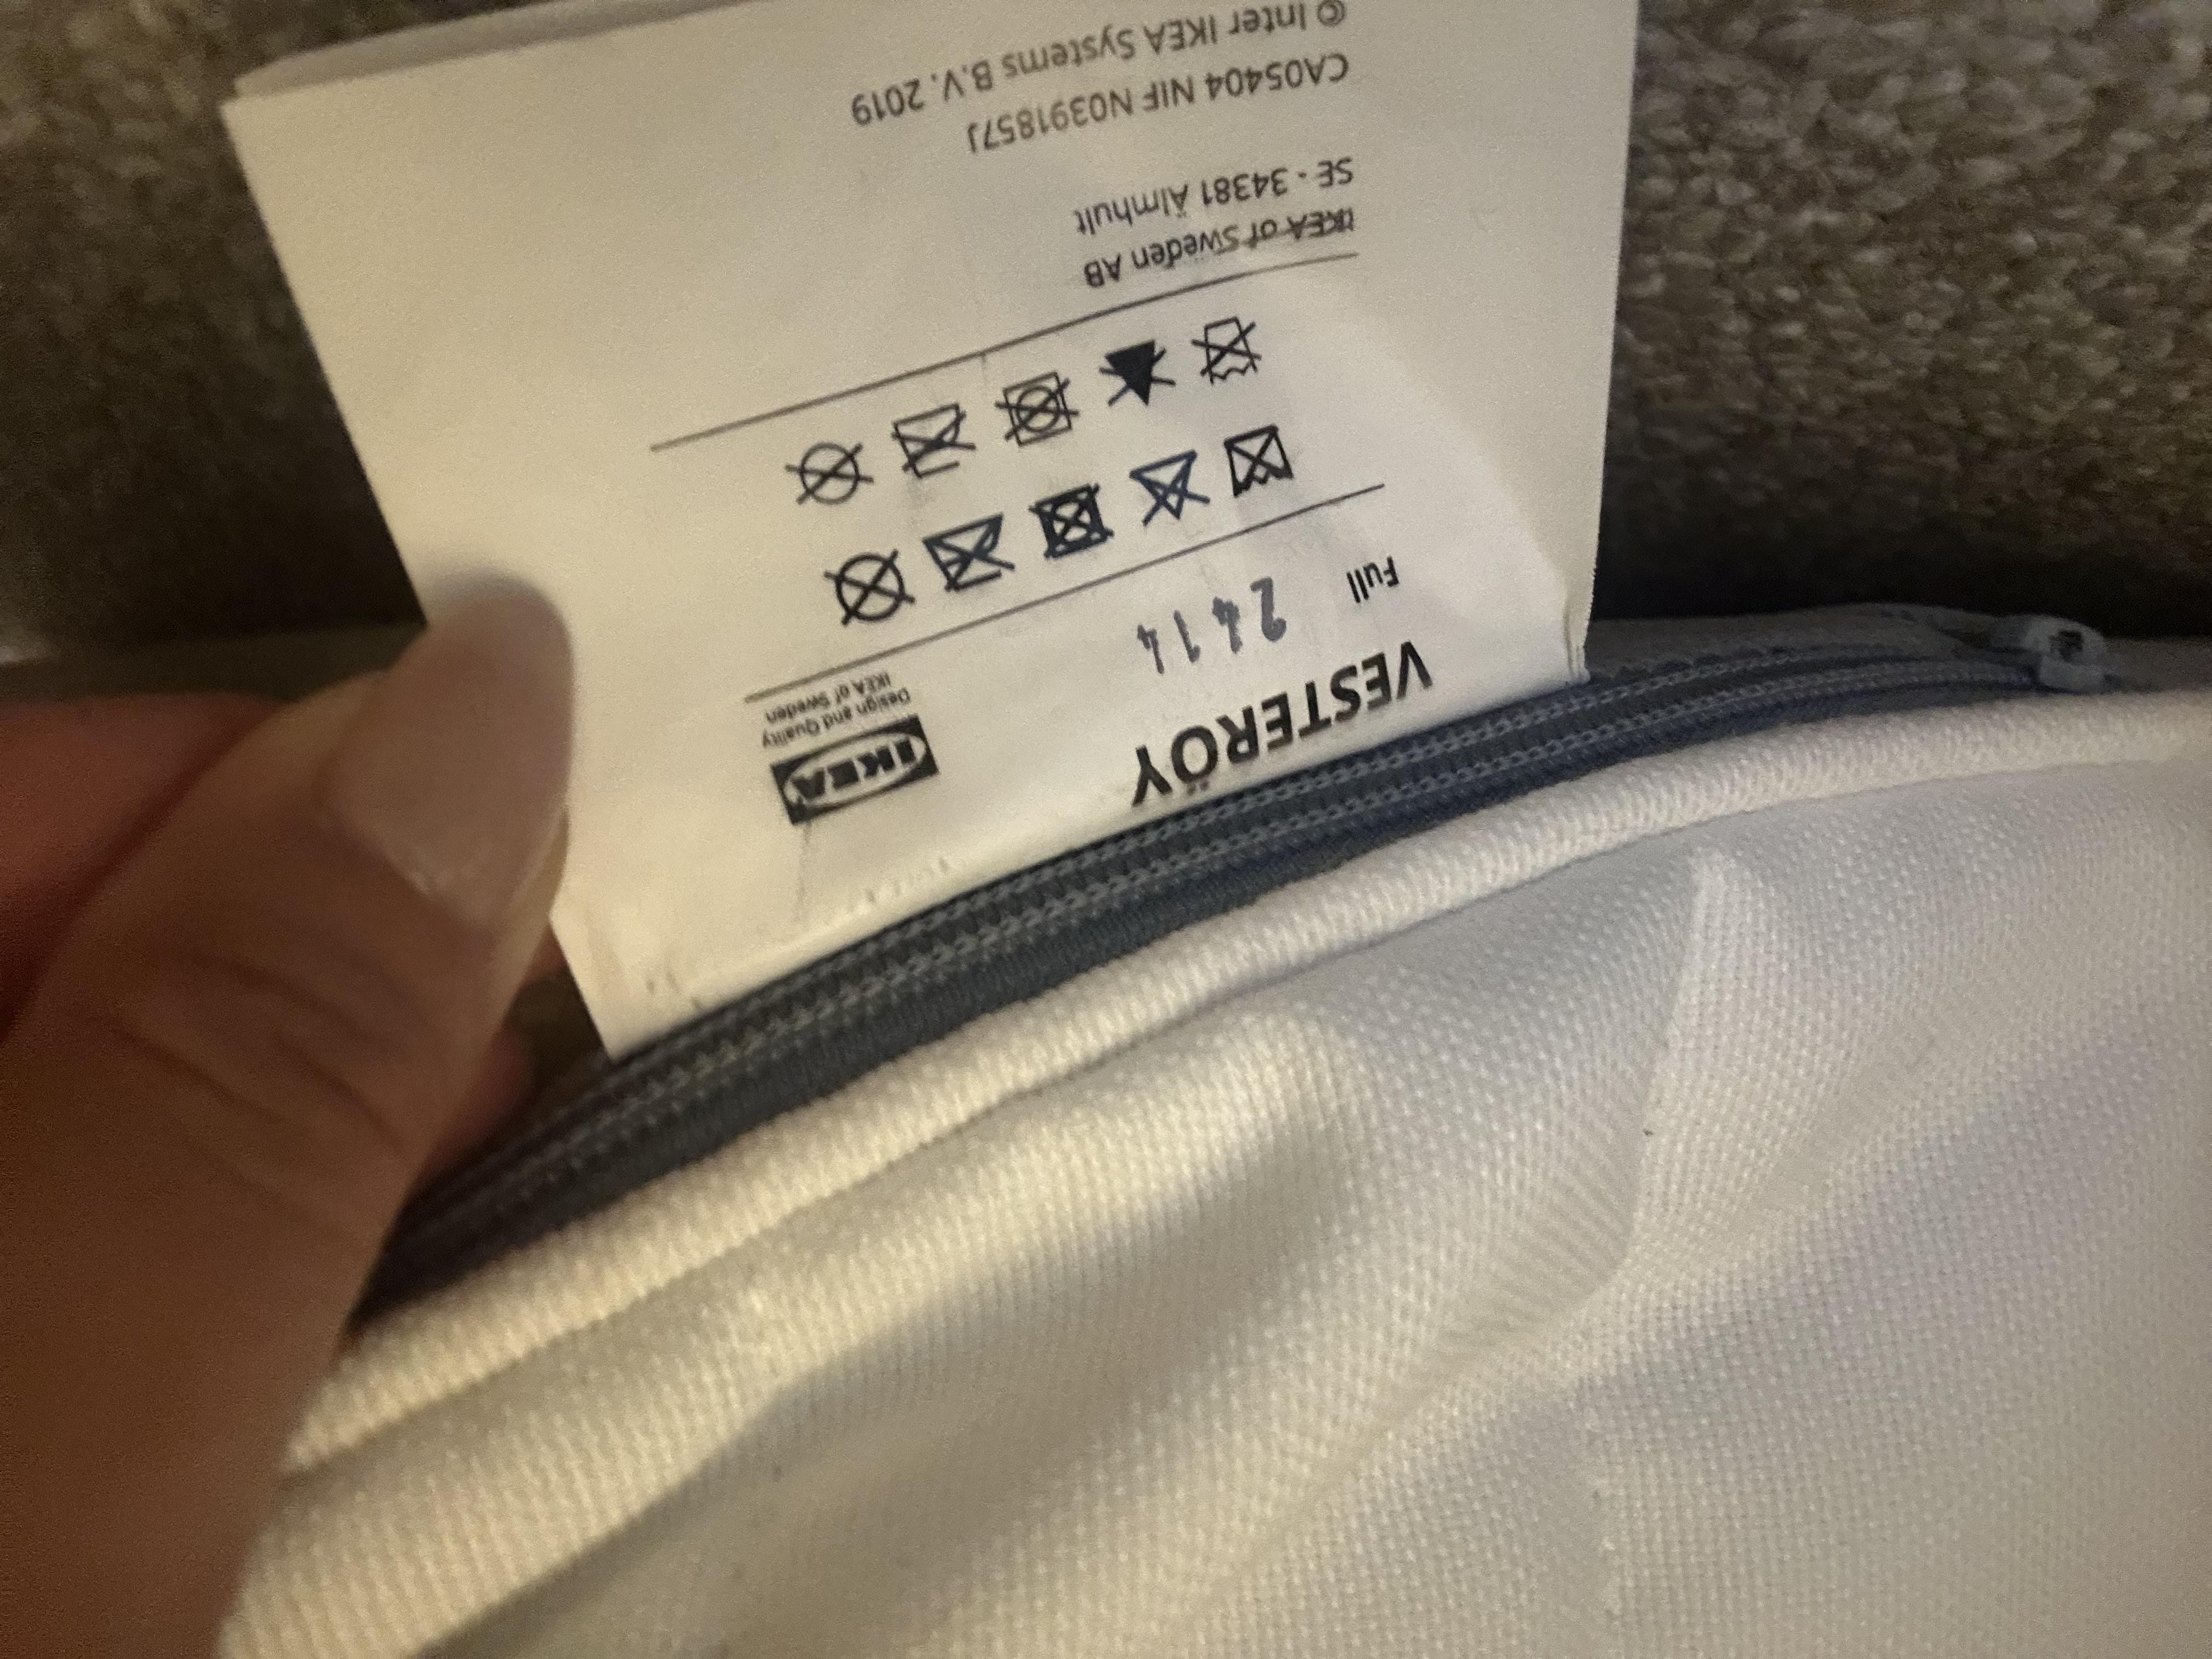 VESTERÖY
IKEA
Design and Quality
IKEA of Sweden
Full
2414
IKEA of Sweden AB
SE - 34381 Älmhult
CA05404 NIF N0391857J
© Inter IKEA Systems B.V. 2019